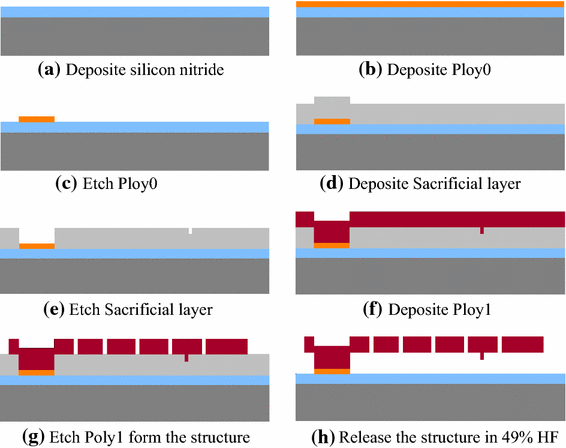 (a) Deposite silicon nitride
(b) Deposite Ploy0
(c) Etch Ploy0
(d) Deposite Sacrificial layer
(e) Etch Sacrificial layer
(f) Deposite Ploy1
(g) Etch Poly1 form the structure
(h) Release the structure in 49% HF